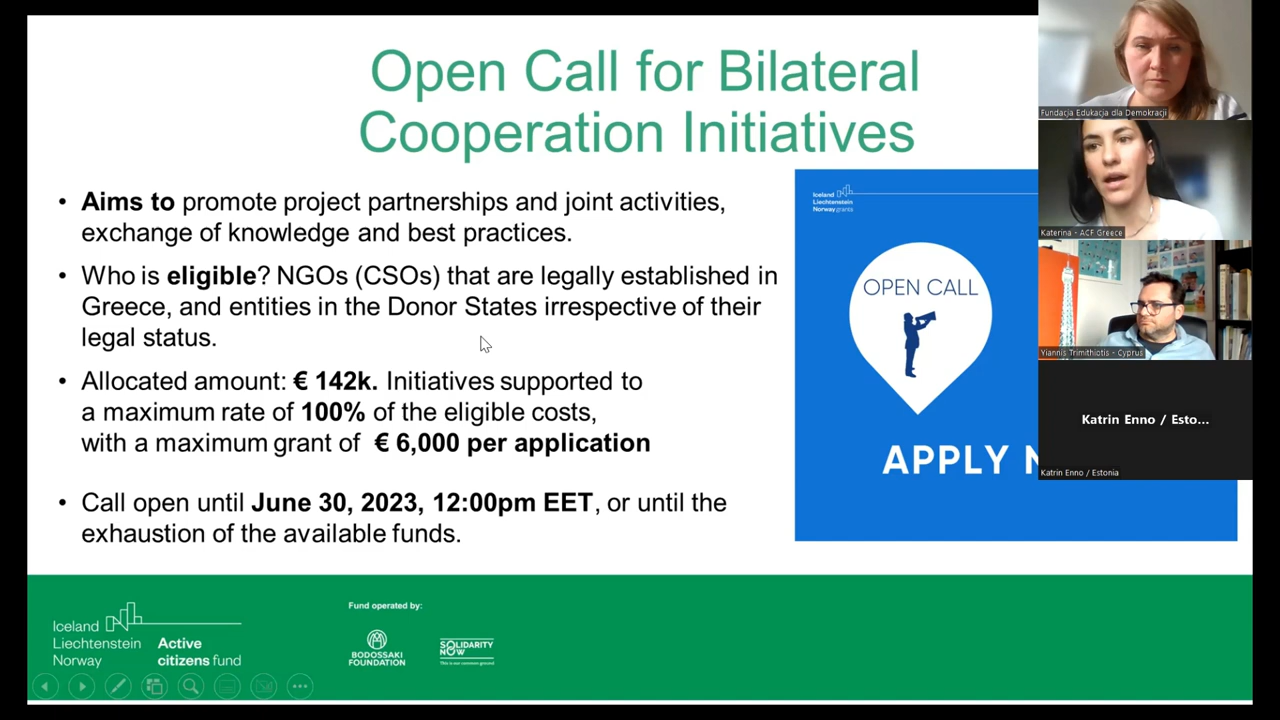 Open Call for Bilateral
Cooperation Initiatives
• Aims to promote project partnerships and joint activities,
exchange of knowledge and best practices.
• Who is eligible? NGOs (CSOs) that are legally established in
Greece, and entities in the Donor States irrespective of their
legal status.
• Allocated amount: € 142k. Initiatives supported to
a maximum rate of 100% of the eligible costs,
with a maximum grant of € 6,000 per application
• Call open until June 30, 2023, 12:00pm EET, or until the
exhaustion of the available funds.
Iceland
Liechtenstein
Norway grants
OPEN CALL
APPLY N
Fundacja Edukacja dla Demokracji
Katerina - ACF Greece
Yiannis Trimithiotis - Cyprus
Katrin Enno / Esto...
Katrin Enno / Estonia
Iceland
Liechtenstein
Norway
Active
citizens fund
Fund operated by:
BODOSSAKI
FOUNDATION
SOLIDARITY
NOW
This is our common ground